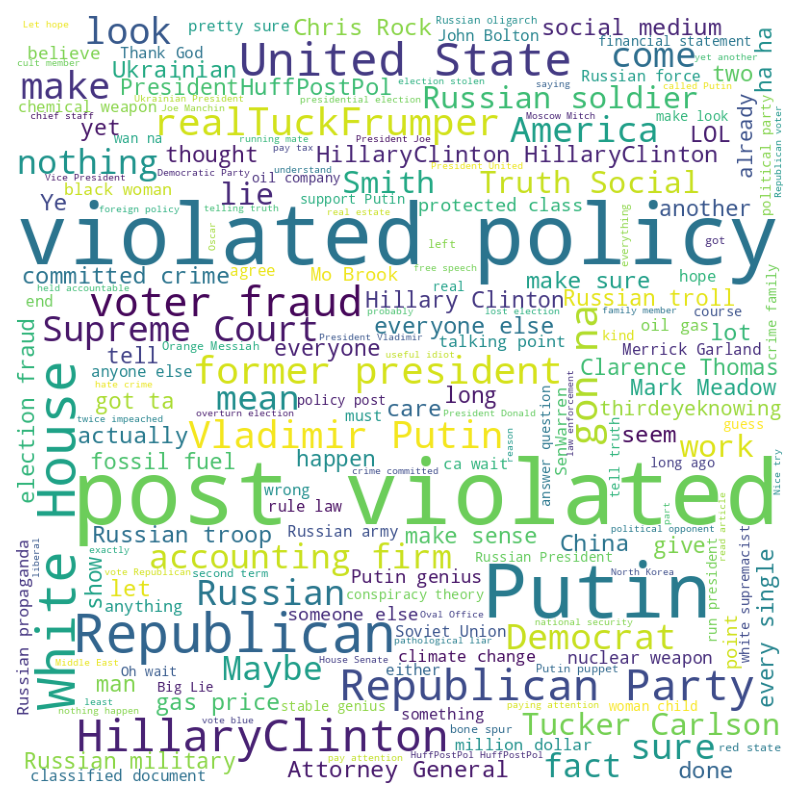 Let hope
look
pretty sure
Chris Rock
Russian oligarch
John Bolton
social medium
financial statement
yet another
believe
Thank God
United State
come
ha ha
cult member
Ukrainian
PresidentHuffPostPol
election stolen
saying
called Putin
Russian force
two
make
chemical weapon
Ukrainian President
Joe Manchin
presidential election
Russian soldier
make look
political party
Republican voter
chief staff
yet
realTuckFrumper
Moscow Mitch
America
LOL
already
wan na
running mate
President Joe
nothing
thought
pay tax
HillaryClinton HillaryClinton
Vice President
Democratic Party
oil company
understand
President United
Ye
black woman
lie
Smith
Truth Social
another
foreign policy
telling truth
support Putin
real estate
protected class
everything
violated policy
Oscar
left
free speech
got
committed crime
agree
Mo Brook
make sure
hope
held accountable
end
real
voter fraud
Hillary Clinton
Russian troll
probably
lost election
family member
course
crime family
Supreme Court
everyone else
kind
oil gas
lot
election fraud
tell
Orange Messiah
everyone
President Vladimir
talking point
gon na
Merrick Garland
anyone else
former president
useful idiot
Clarence Thomas
hate crime
White House
got ta
mean
policy post
long
Mark Meadow
twice impeached
overturn election
must
care
President Donald
answer question
law enforcement
SenWarren
thirdeyeknowing
actually
Vladimir Putin
reason
seem
guess
work
fossil fuel
happen
crime committed
ca wait
long ago
tell truth
Nice try
post violated
wrong
rule law
political opponent
part
read article
Russian troop
Russian army
make sense
China
give
liberal
exactly
accounting firm
Russian President
Russian propaganda
show
vote Republican
second term
let
Russian
Putin genius
conspiracy theory
Putin
North Korea
run president
white supremacist
every single
anything
someone else
Oval Office
national security
Republican
Soviet Union
pathological liar
Democrat
point
Middle East
Oh wait
Maybe
House Senate
climate change
either
Putin puppet
nuclear weapon
man
Big Lie
Republican Party
least
nothing happen
gas price
stable genius
something
paying attention
woman child
vote blue
bone spur
Tucker Carlson
HillaryClinton
million dollar
sure
red state
Russian military
pay attention
HuffPostPol HuffPostPol
classified document
Attorney General
fact
done